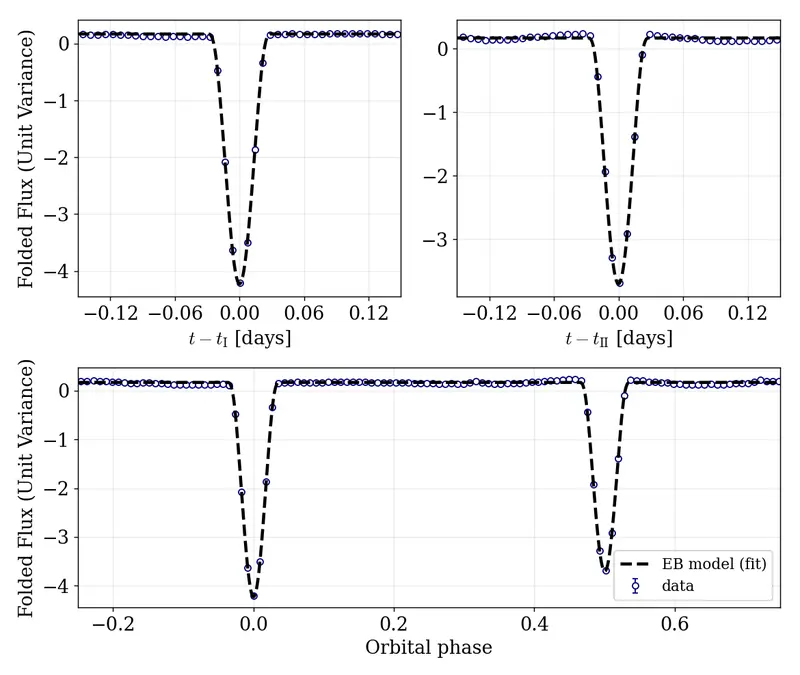 Folded Flux (Unit Variance)
0
−1
−2
−3
−4
−0.12 −0.06 0.00 0.06 0.12
t − tI [days]
0
−1
−2
−3
−0.12 −0.06 0.00 0.06 0.12
t − tII [days]
Folded Flux (Unit Variance)
0
−1
−2
−3
−4
EB model (fit)
data
−0.2 0.0 0.2 0.4 0.6
Orbital phase